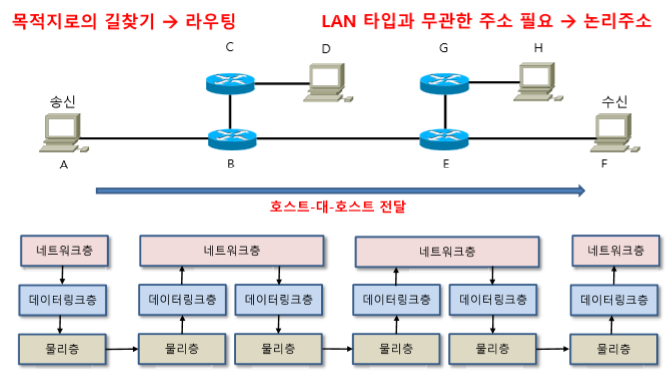 목적지로의 길찾기 → 라우팅
LAN 타입과 무관한 주소 필요 → 논리주소
C
D
G
H
송신
수신
A
B
E
F
호스트-대-호스트 전달
네트워크층
네트워크층
네트워크층
네트워크층
데이터링크층
데이터링크층
데이터링크층
데이터링크층
데이터링크층
데이터링크층
물리층
물리층
물리층
물리층
물리층
물리층